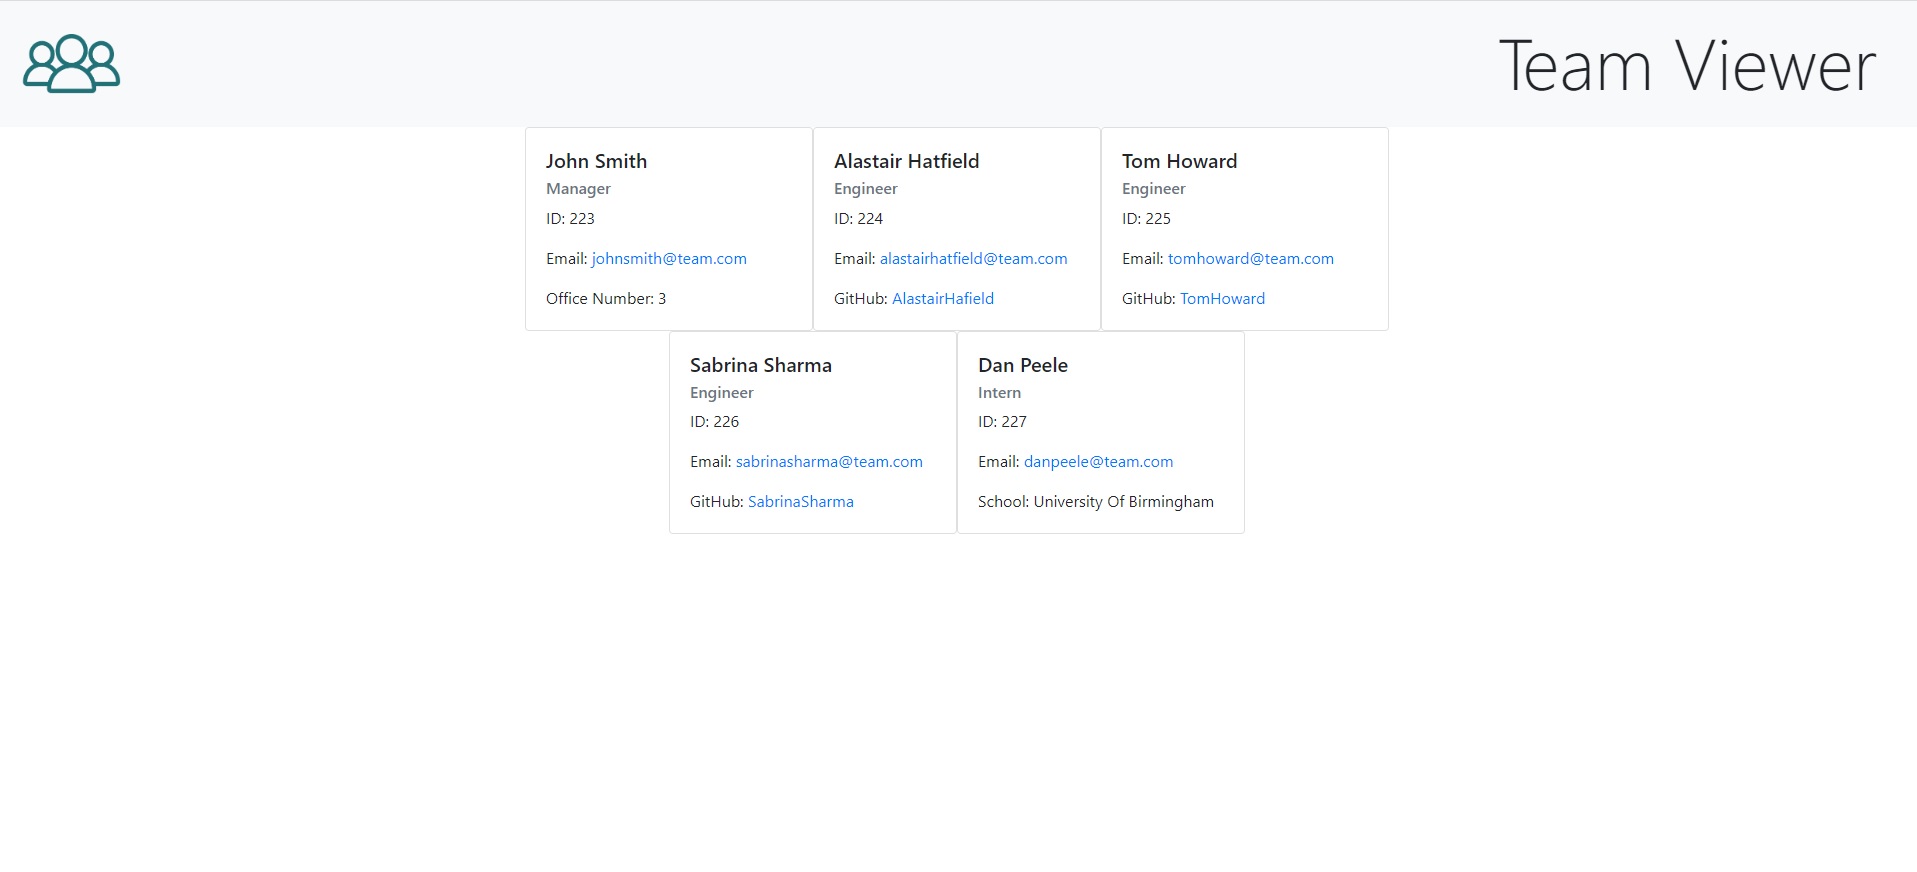 Team Viewer
John Smith
Manager
ID: 223
Email: johnsmith@team.com
Office Number: 3
Alastair Hatfield
Engineer
ID: 224
Email: alastairhatfield@team.com
GitHub: AlastairHafield
Tom Howard
Engineer
ID: 225
Email: tomhoward@team.com
GitHub: TomHoward
Sabrina Sharma
Engineer
ID: 226
Email: sabrinasharma@team.com
GitHub: SabrinaSharma
Dan Peele
Intern
ID: 227
Email: danpeele@team.com
School: University Of Birmingham